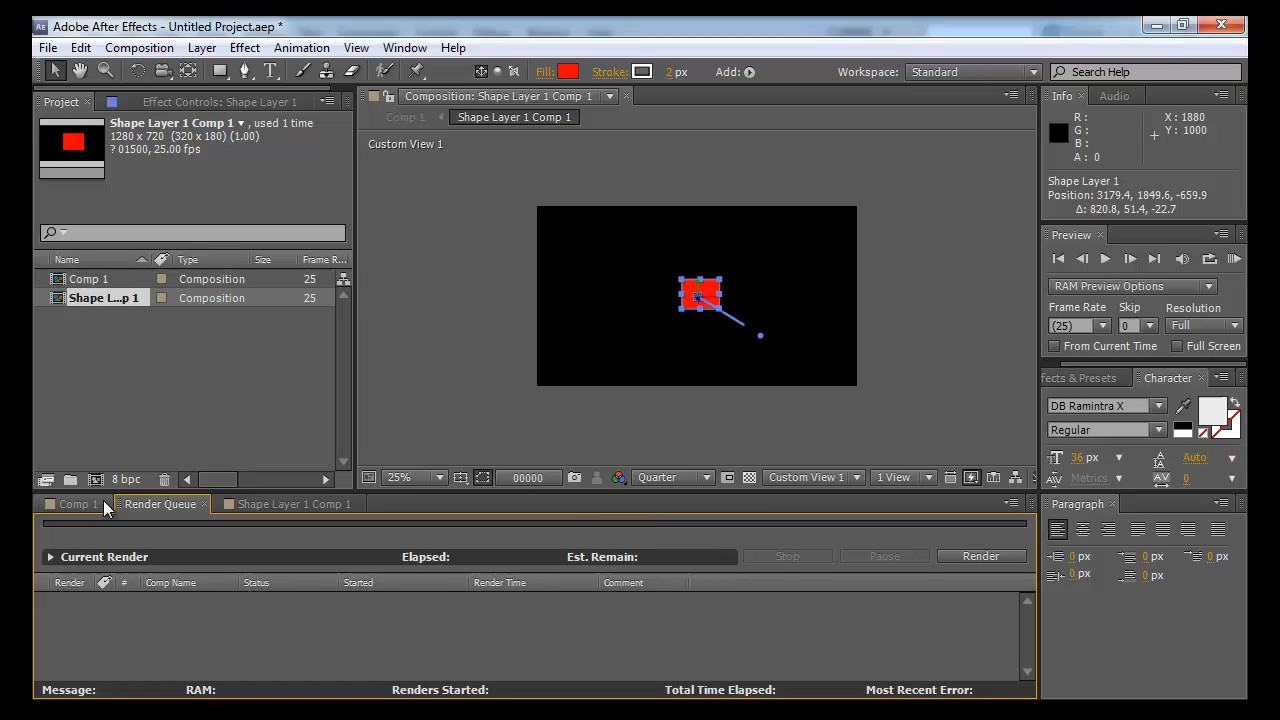 Adobe After Effects - Untitled Project.aep *
File Edit Composition Layer Effect Animation View Window Help
Fill: Stroke: 2 px Add: Workspace: Standard Search Help
Project Effect Controls: Shape Layer 1
Shape Layer 1 Comp 1 , used 1 time
1280 x 720 (320 x 180) (1.00)
? 01500, 25.00 fps
Name Type Size Frame R...
Comp 1 Composition 25
Shape L...p 1 Composition 25
8 bpc
Composition: Shape Layer 1 Comp 1
Comp 1 Shape Layer 1 Comp 1
Custom View 1
25% 00000 Quarter Custom View 1 1 View
Info Audio
R : X : 1880
G : Y : 1000
B :
A : 0
Shape Layer 1
Position: 3179.4, 1849.6, -659.9
Δ: 820.8, 51.4, -22.7
Preview
RAM Preview Options
Frame Rate Skip Resolution
(25) 0 Full
From Current Time Full Screen
ffects & Presets Character
DB Ramintra X
Regular
36 px Auto
Metrics 0
Comp 1 Render Queue Shape Layer 1 Comp 1
Current Render Elapsed: Est. Remain: Stop Pause Render
Render # Comp Name Status Started Render Time Comment
Message: RAM: Renders Started: Total Time Elapsed: Most Recent Error:
Paragraph
0 px 0 px 0 px
0 px 0 px